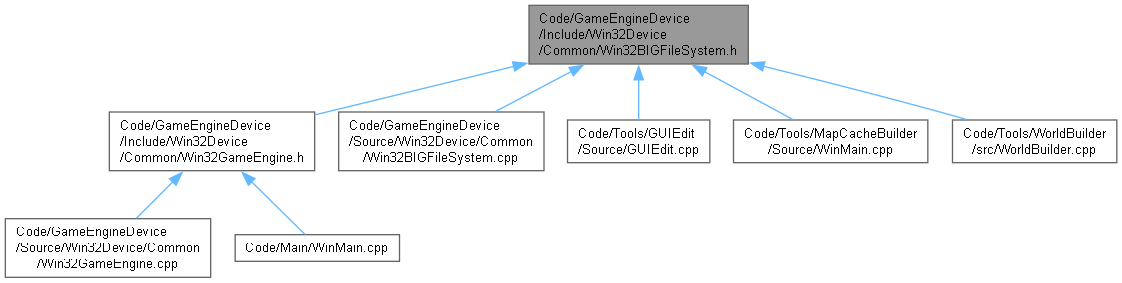 Code/GameEngineDevice
/Include/Win32Device
/Common/Win32BIGFileSystem.h
Code/GameEngineDevice
/Include/Win32Device
/Common/Win32GameEngine.h
Code/GameEngineDevice
/Source/Win32Device/Common
/Win32BIGFileSystem.cpp
Code/Tools/GUIEdit
/Source/GUIEdit.cpp
Code/Tools/MapCacheBuilder
/Source/WinMain.cpp
Code/Tools/WorldBuilder
/src/WorldBuilder.cpp
Code/GameEngineDevice
/Source/Win32Device/Common
/Win32GameEngine.cpp
Code/Main/WinMain.cpp